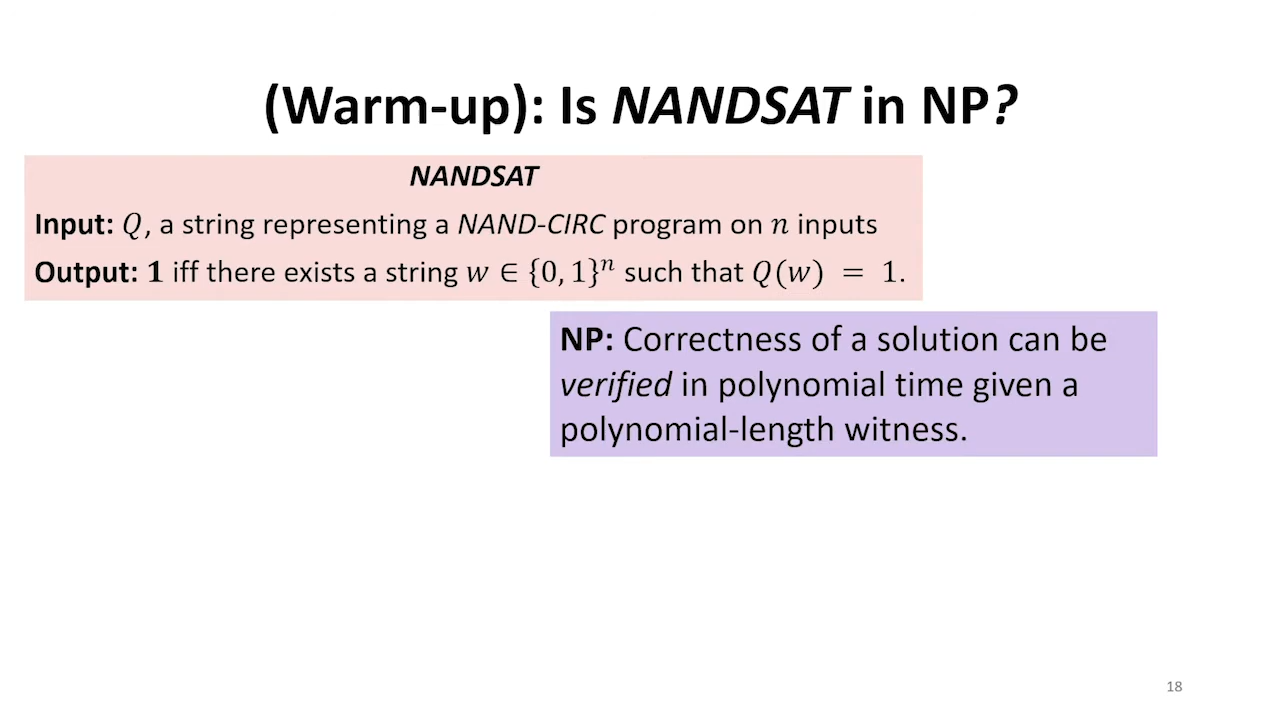 (Warm-up): Is NANDSAT in NP?
NANDSAT
Input: Q, a string representing a NAND-CIRC program on n inputs
Output: 1 iff there exists a string w ∈ {0, 1}ⁿ such that Q(w) = 1.
NP: Correctness of a solution can be
verified in polynomial time given a
polynomial-length witness.
18